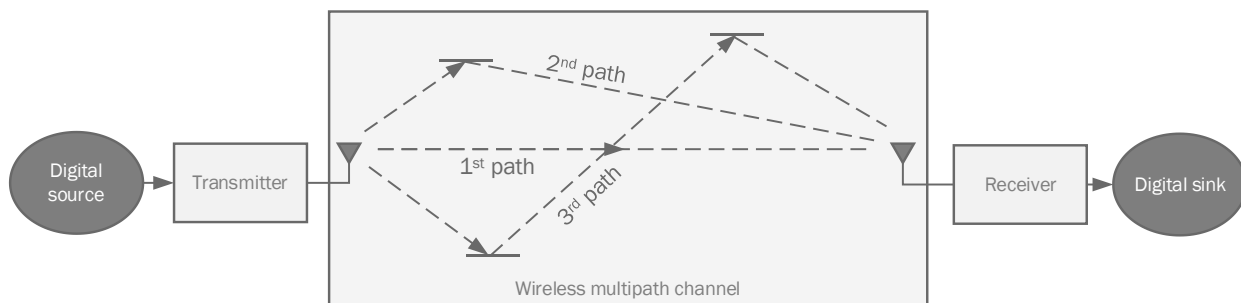 Digital
source
Transmitter
2nd path
1st path
3rd path
Wireless multipath channel
Receiver
Digital sink